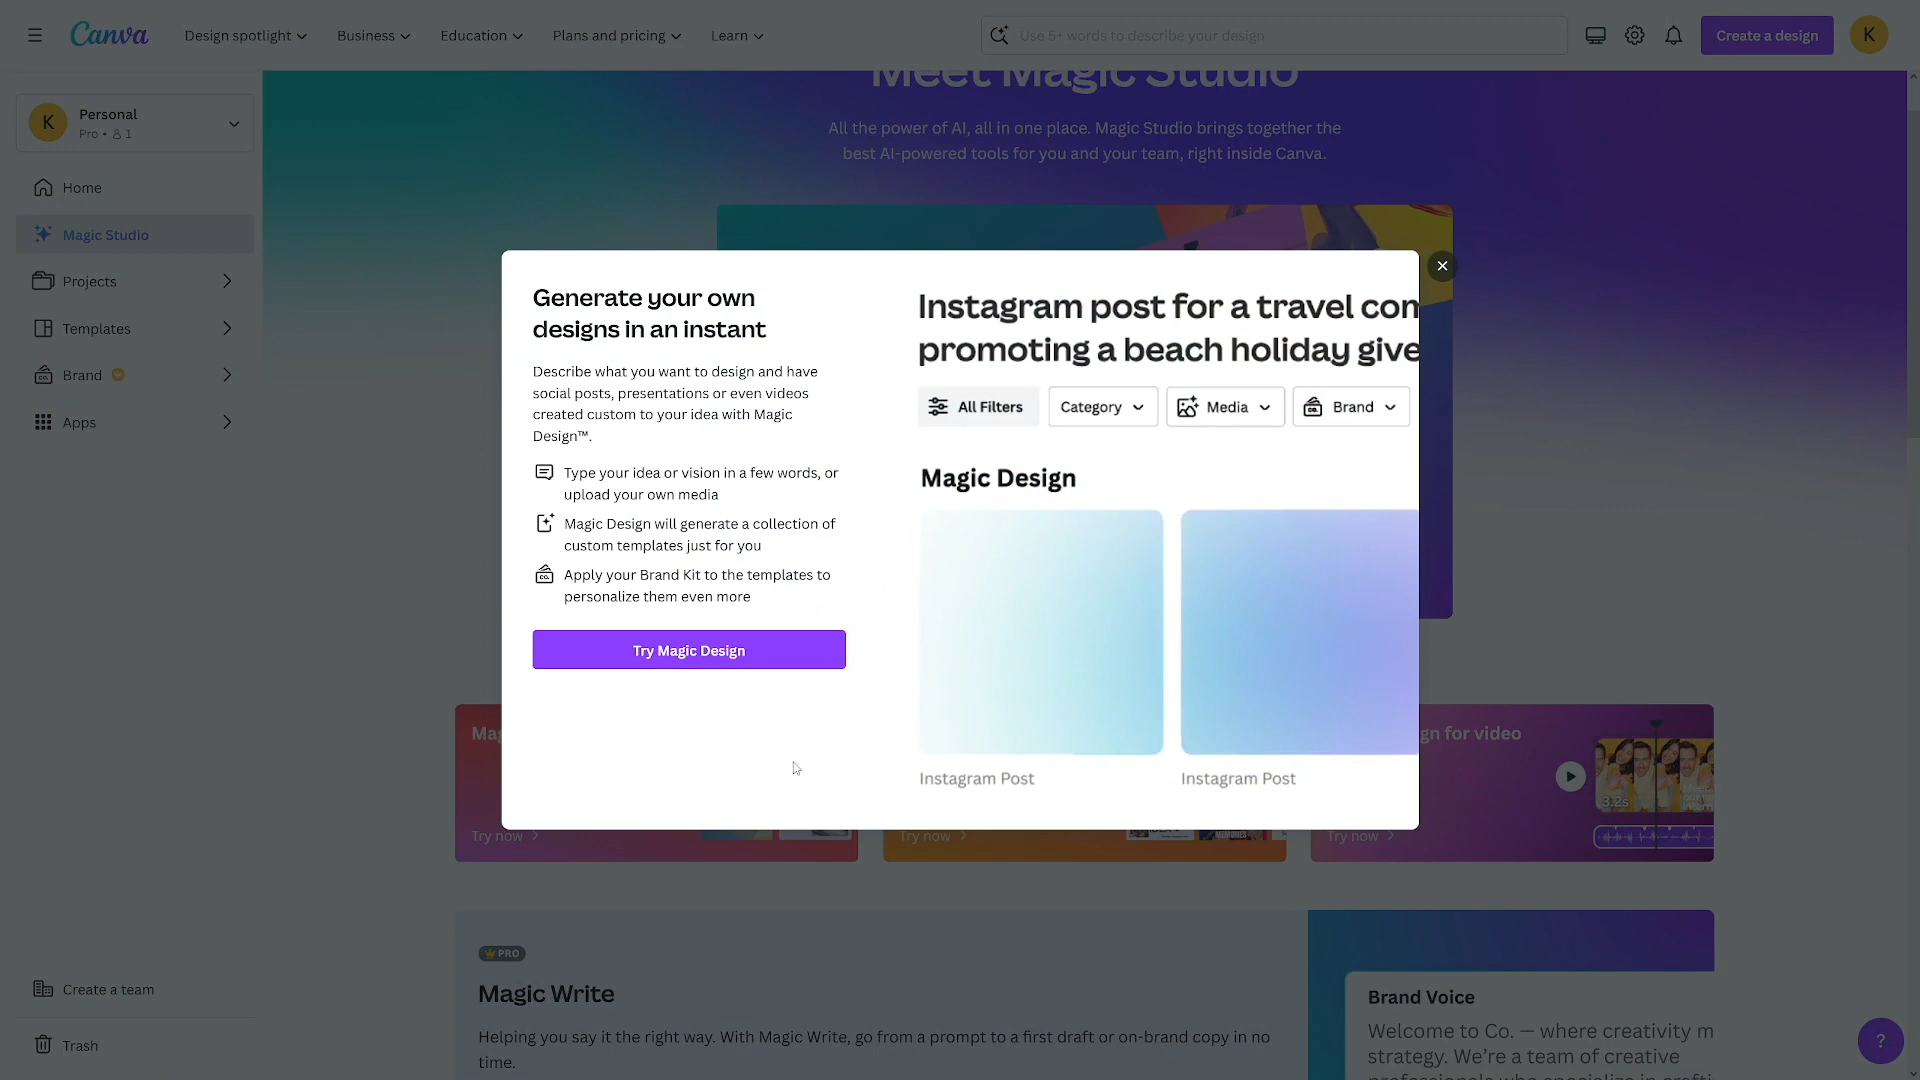 Canva
Design spotlight
Business
Education
Plans and pricing
Learn
Use 5+ words to describe your design
Create a design
K
K
Personal
Pro • 1
Home
Magic Studio
Projects
Templates
Brand
Apps
Create a team
Trash
Meet Magic Studio
All the power of AI, all in one place. Magic Studio brings together the
best AI-powered tools for you and your team, right inside Canva.
Generate your own
designs in an instant
Describe what you want to design and have
social posts, presentations or even videos
created custom to your idea with Magic
Design™.
Type your idea or vision in a few words, or
upload your own media
Magic Design will generate a collection of
custom templates just for you
Apply your Brand Kit to the templates to
personalize them even more
Try Magic Design
Instagram post for a travel com
promoting a beach holiday give
All Filters
Category
Media
Brand
Magic Design
Instagram Post
Instagram Post
Mag
Try now
Try now
gn for video
3.2s
Try now
PRO
Magic Write
Helping you say it the right way. With Magic Write, go from a prompt to a first draft or on-brand copy in no
time.
Brand Voice
Welcome to Co. — where creativity m
strategy. We're a team of creative
?